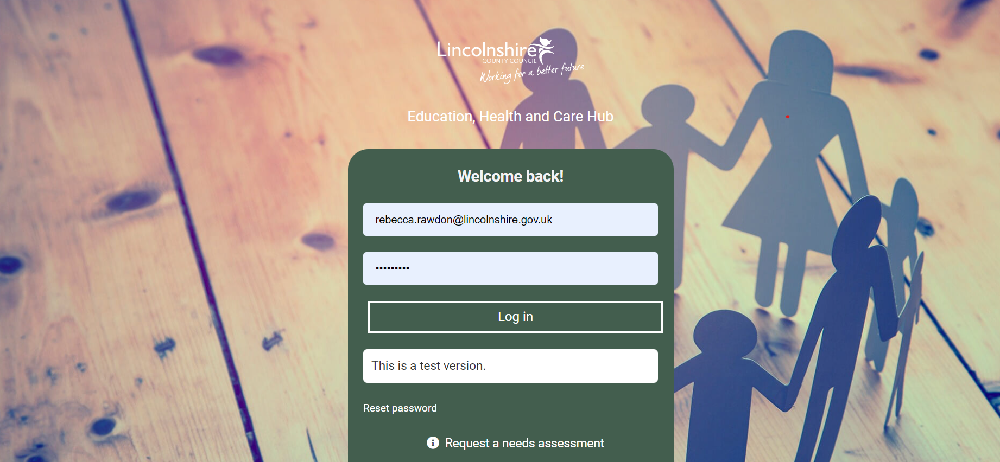 Lincolnshire
COUNTY COUNCIL
Working for a better future
Education, Health and Care Hub
Welcome back!
rebecca.rawdon@lincolnshire.gov.uk
•••••••••
Log in
This is a test version.
Reset password
Request a needs assessment